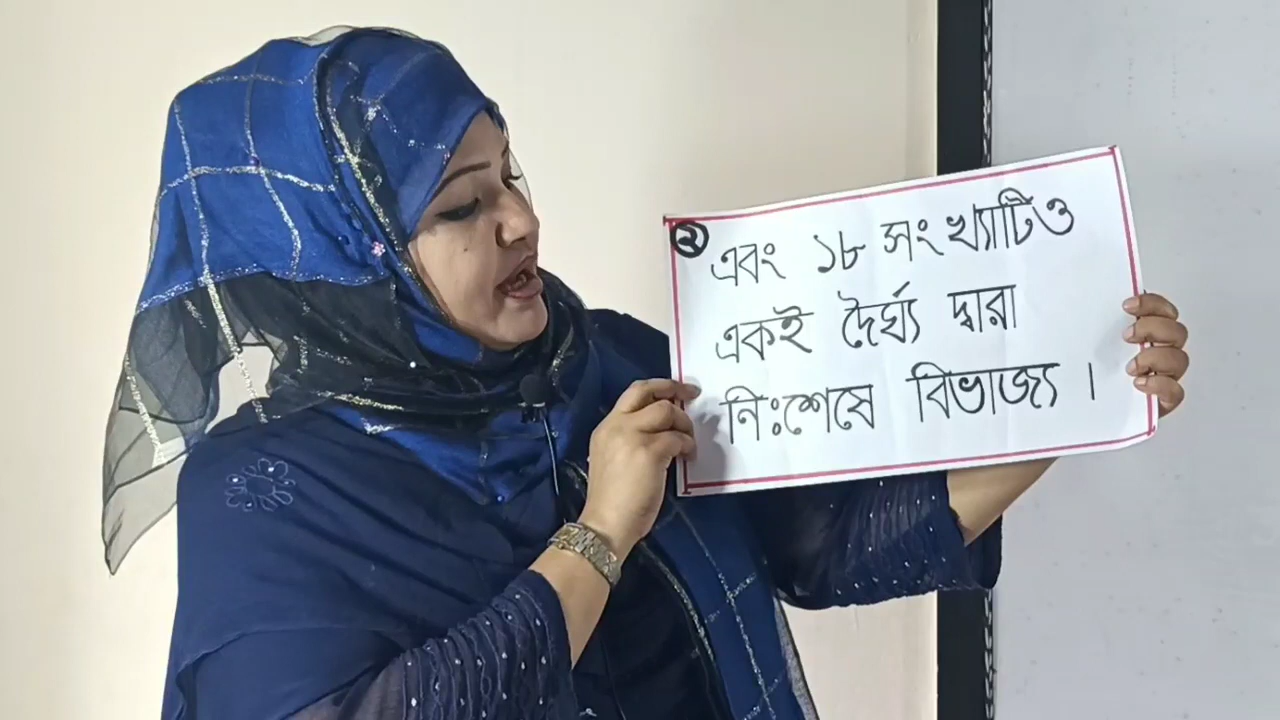 ২ এবং ১৮ সংখ্যাটিও
একই দৈর্ঘ্য দ্বারা
নিঃশেষে বিভাজ্য ।